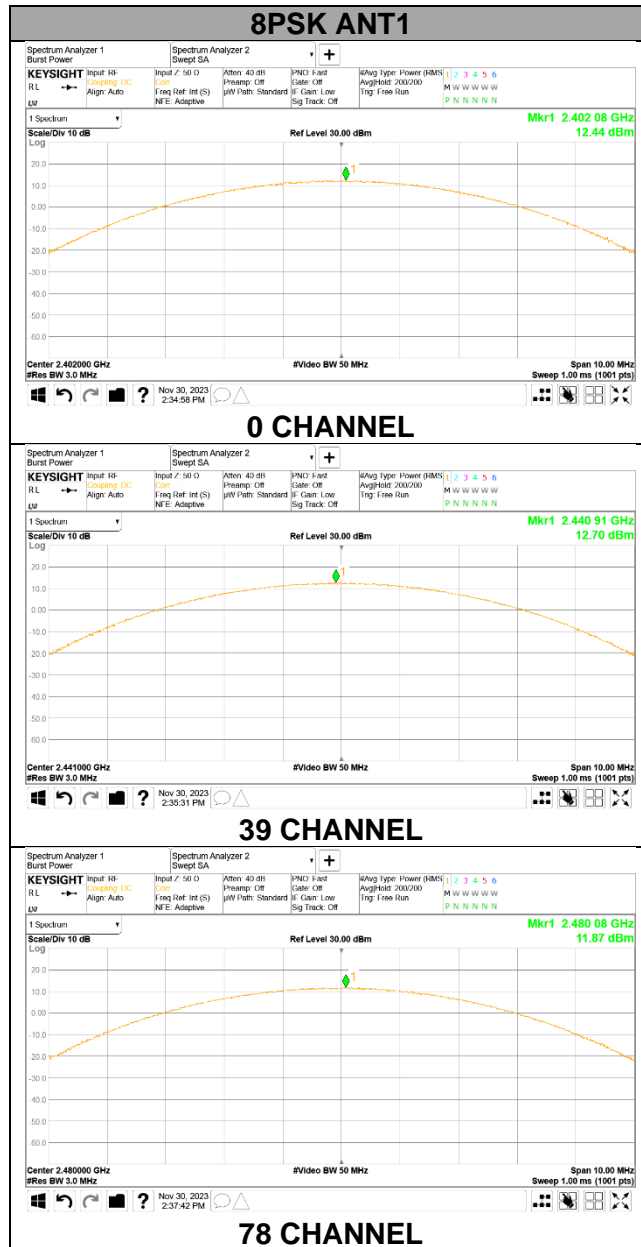 8PSK ANT1
Spectrum Analyzer 1
Burst Power
Spectrum Analyzer 2
Swept SA
KEYSIGHT Input: RF Input Z: 50 Ω Atten: 40 dB PNO: Fast #Avg Type: Power (RMS 1 2 3 4 5 6
RL Coupling: DC Corr Preamp: Off Gate: Off Avg|Hold: 200/200 M W W W W W
Align: Auto Freq Ref: Int (S) µW Path: Standard IF Gain: Low Trig: Free Run
NFE: Adaptive Sig Track: Off P N N N N N
1 Spectrum
Mkr1 2.402 08 GHz
Scale/Div 10 dB Ref Level 30.00 dBm 12.44 dBm
Log
20.0
10.0
1
0.00
-10.0
-20.0
-30.0
-40.0
-50.0
-60.0
Center 2.402000 GHz #Video BW 50 MHz Span 10.00 MHz
#Res BW 3.0 MHz Sweep 1.00 ms (1001 pts)
? Nov 30, 2023
2:34:58 PM
0 CHANNEL
Spectrum Analyzer 1
Burst Power
Spectrum Analyzer 2
Swept SA
KEYSIGHT Input: RF Input Z: 50 Ω Atten: 40 dB PNO: Fast #Avg Type: Power (RMS 1 2 3 4 5 6
RL Coupling: DC Corr Preamp: Off Gate: Off Avg|Hold: 200/200 M W W W W W
Align: Auto Freq Ref: Int (S) µW Path: Standard IF Gain: Low Trig: Free Run
NFE: Adaptive Sig Track: Off P N N N N N
1 Spectrum
Mkr1 2.440 91 GHz
Scale/Div 10 dB Ref Level 30.00 dBm 12.70 dBm
Log
20.0
10.0
1
0.00
-10.0
-20.0
-30.0
-40.0
-50.0
-60.0
Center 2.441000 GHz #Video BW 50 MHz Span 10.00 MHz
#Res BW 3.0 MHz Sweep 1.00 ms (1001 pts)
? Nov 30, 2023
2:35:31 PM
39 CHANNEL
Spectrum Analyzer 1
Burst Power
Spectrum Analyzer 2
Swept SA
KEYSIGHT Input: RF Input Z: 50 Ω Atten: 40 dB PNO: Fast #Avg Type: Power (RMS 1 2 3 4 5 6
RL Coupling: DC Corr Preamp: Off Gate: Off Avg|Hold: 200/200 M W W W W W
Align: Auto Freq Ref: Int (S) µW Path: Standard IF Gain: Low Trig: Free Run
NFE: Adaptive Sig Track: Off P N N N N N
1 Spectrum
Mkr1 2.480 08 GHz
Scale/Div 10 dB Ref Level 30.00 dBm 11.87 dBm
Log
20.0
10.0
1
0.00
-10.0
-20.0
-30.0
-40.0
-50.0
-60.0
Center 2.480000 GHz #Video BW 50 MHz Span 10.00 MHz
#Res BW 3.0 MHz Sweep 1.00 ms (1001 pts)
? Nov 30, 2023
2:37:42 PM
78 CHANNEL